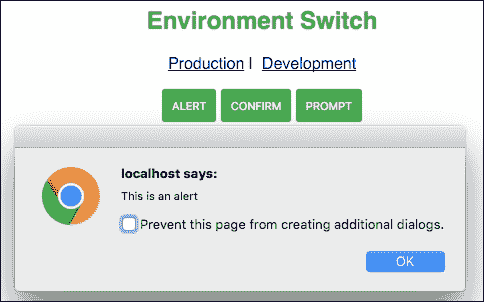 Environment Switch
Production | Development
ALERT CONFIRM PROMPT
localhost says:
This is an alert
Prevent this page from creating additional dialogs.
OK